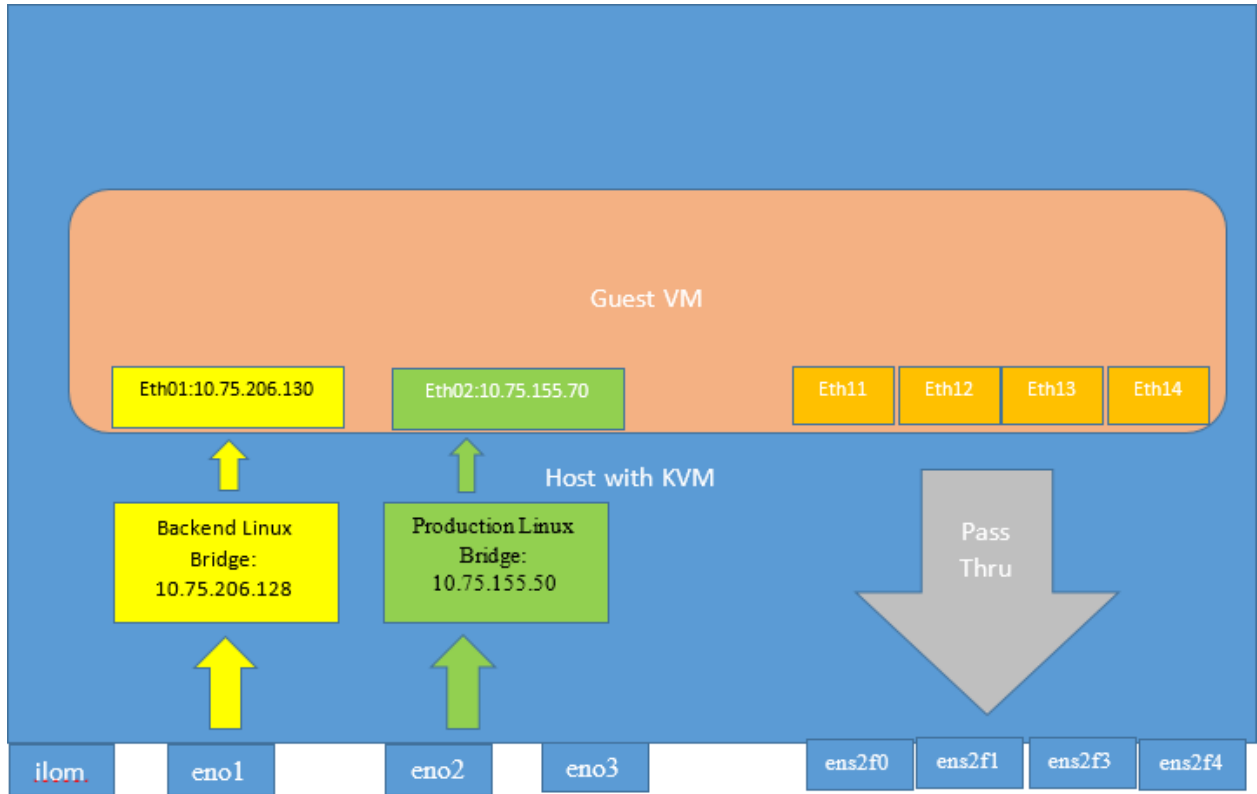 Guest VM
Eth01:10.75.206.130
Eth02:10.75.155.70
Eth11
Eth12
Eth13
Eth14
Host with KVM
Backend Linux
Bridge:
10.75.206.128
Production Linux
Bridge:
10.75.155.50
Pass
Thru
ilom
eno1
eno2
eno3
ens2f0
ens2f1
ens2f3
ens2f4